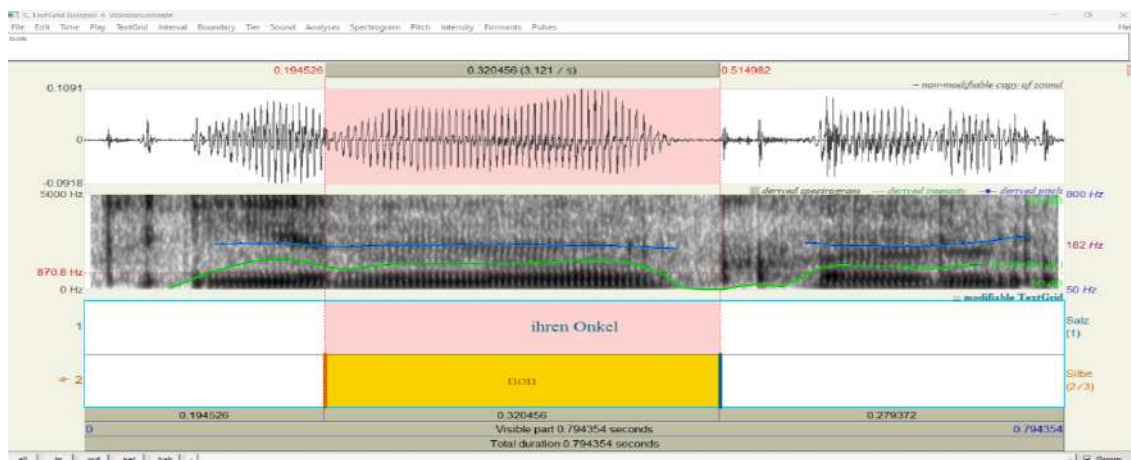 File Edit Time Play TextGrid Interval Boundary Tier Sound Analyses Spectrogram Pitch Intensity Formants Pulses Hel
non
0.194526 0.320456 (3.121 / s) 0.514982
0.1091 non-modifiable copy of sound
0
-0.0918
5000 Hz derived spectrogram derived intensity derived pitch 800 Hz
182 Hz
870.8 Hz
0 Hz 50 Hz
modifiable TextGrid
1 ihren Onkel Satz
(1)
2 non Silbe
(2/3)
0.194526 0.320456 0.279372
0 Visible part 0.794354 seconds 0.794354
Total duration 0.794354 seconds